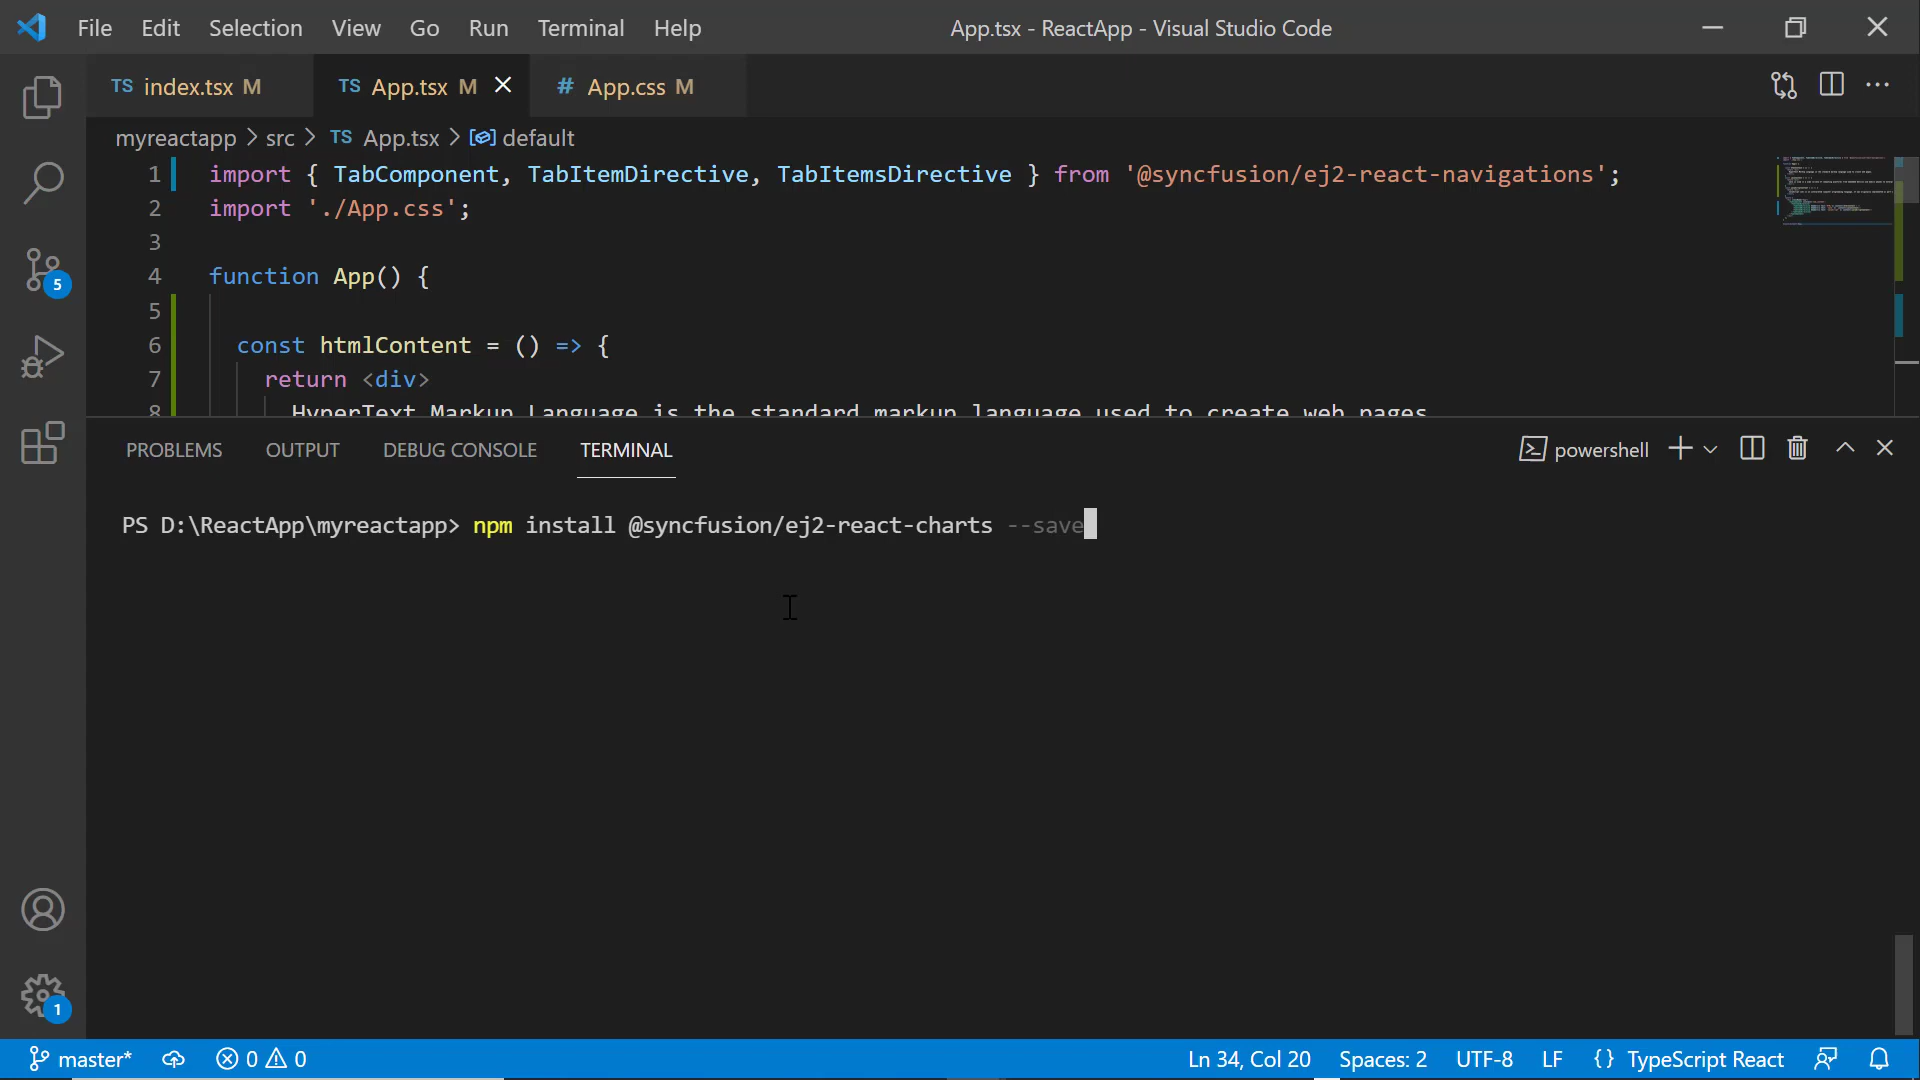 File Edit Selection View Go Run Terminal Help App.tsx - ReactApp - Visual Studio Code
TS index.tsx M TS App.tsx M # App.css M
myreactapp > src > TS App.tsx > default
1 import { TabComponent, TabItemDirective, TabItemsDirective } from '@syncfusion/ej2-react-navigations';
2 import './App.css';
3
4 function App() {
5
6 const htmlContent = () => {
7 return <div>
8 HyperText Markup Language is the standard markup language used to create web pages.
PROBLEMS OUTPUT DEBUG CONSOLE TERMINAL powershell
PS D:\ReactApp\myreactapp> npm install @syncfusion/ej2-react-charts --save
5
1
master* 0 0 Ln 34, Col 20 Spaces: 2 UTF-8 LF {} TypeScript React